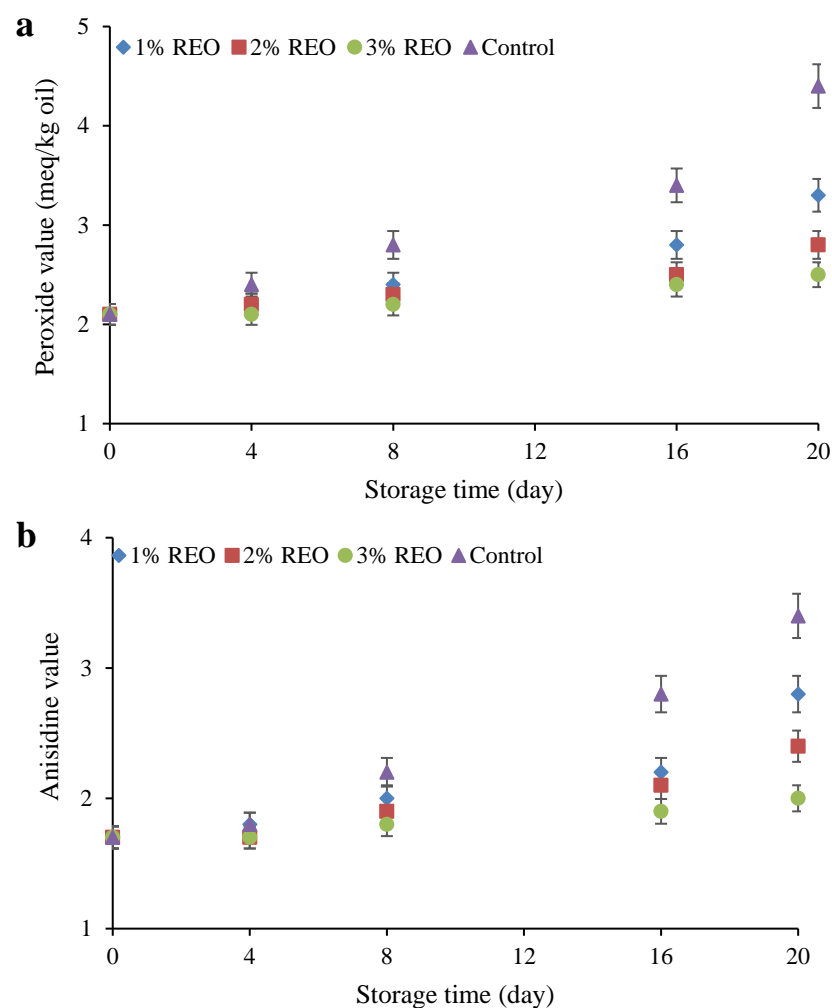 a
5
1% REO 2% REO 3% REO Control
4
3
2
1
Peroxide value (meq/kg oil)
0 4 8 12 16 20
Storage time (day)
b
4
1% REO 2% REO 3% REO Control
3
2
1
Anisidine value
0 4 8 12 16 20
Storage time (day)